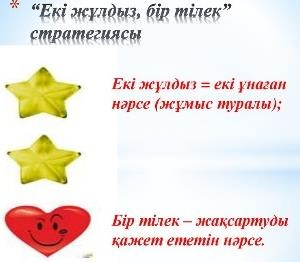 * “Екі жұлдыз, бір тілек”
стратегиясы
Екі жұлдыз = екі ұнаған
нәрсе (жұмыс туралы);
Бір тілек – жақсартуды
қажет ететін нәрсе.